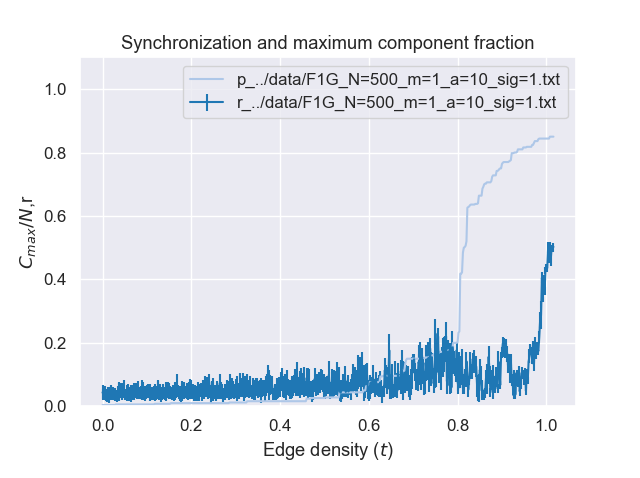 Synchronization and maximum component fraction
p_../data/F1G_N=500_m=1_a=10_sig=1.txt
r_../data/F1G_N=500_m=1_a=10_sig=1.txt
1.0
0.8
0.6
0.4
0.2
0.0
C_{max}/N,r
0.0 0.2 0.4 0.6 0.8 1.0
Edge density (t)